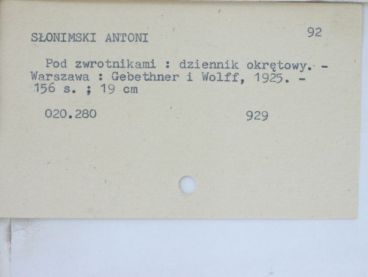 92
SŁONIMSKI ANTONI
Pod zwrotnikami : dziennik okrętowy. -
Warszawa : Gebethner i Wolff, 1925. -
156 s. ; 19 cm
020.280 929